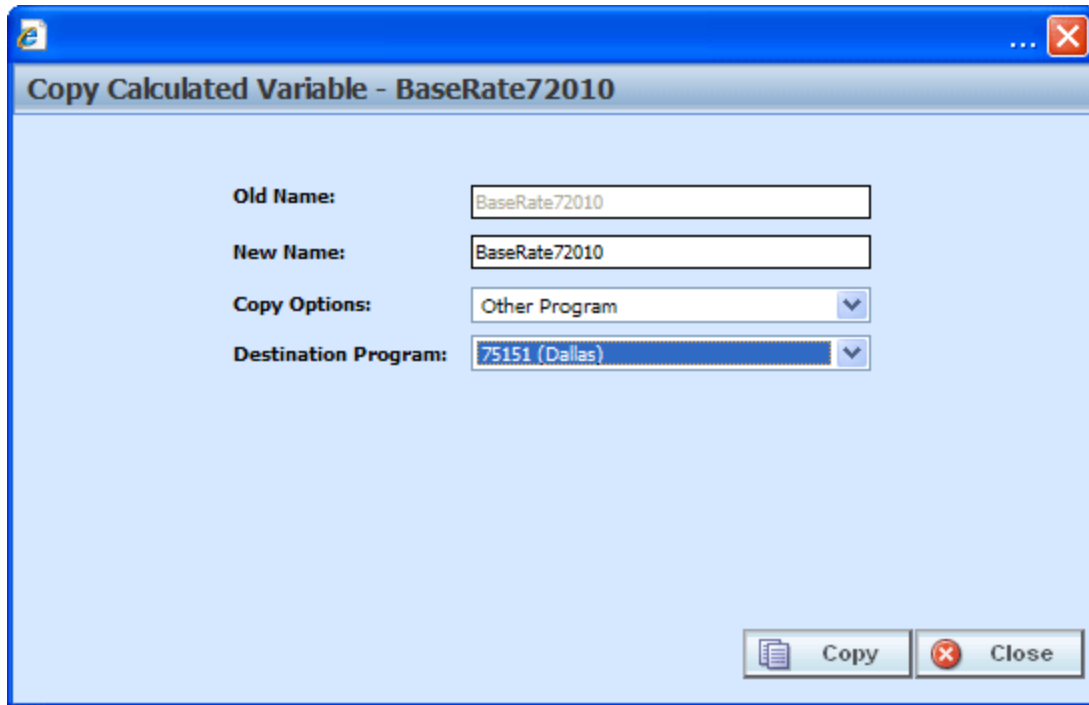 ...
Copy Calculated Variable - BaseRate72010
Old Name: BaseRate72010
New Name: BaseRate72010
Copy Options: Other Program
Destination Program: 75151 (Dallas)
Copy Close